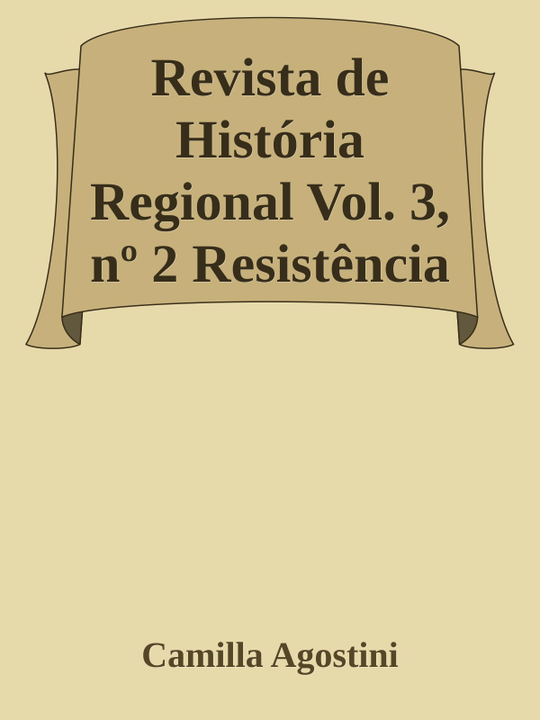 Revista de
História
Regional Vol. 3,
nº 2 Resistência
Camilla Agostini